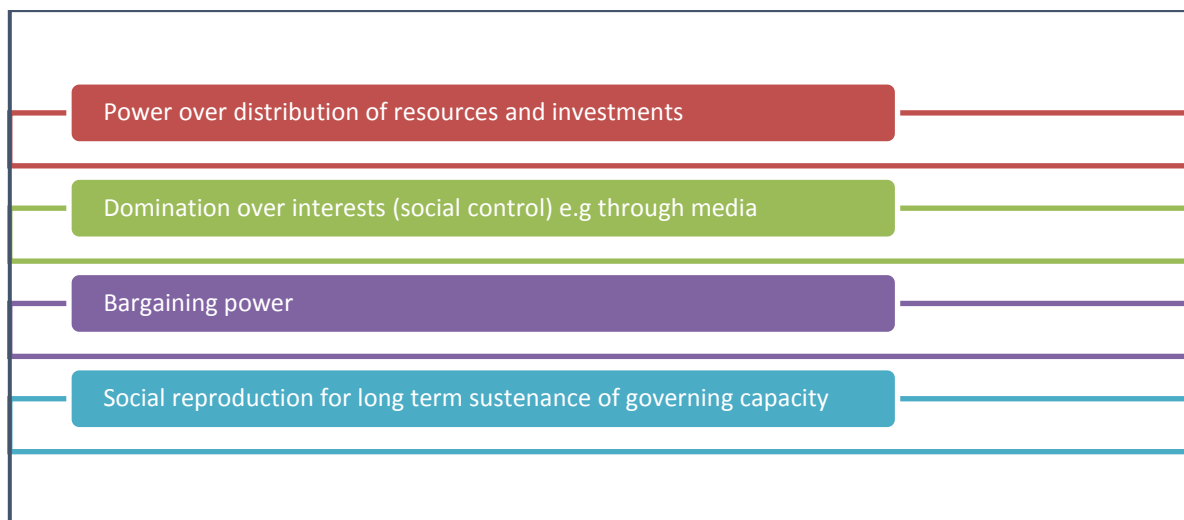 Power over distribution of resources and investments
Domination over interests (social control) e.g through media
Bargaining power
Social reproduction for long term sustenance of governing capacity